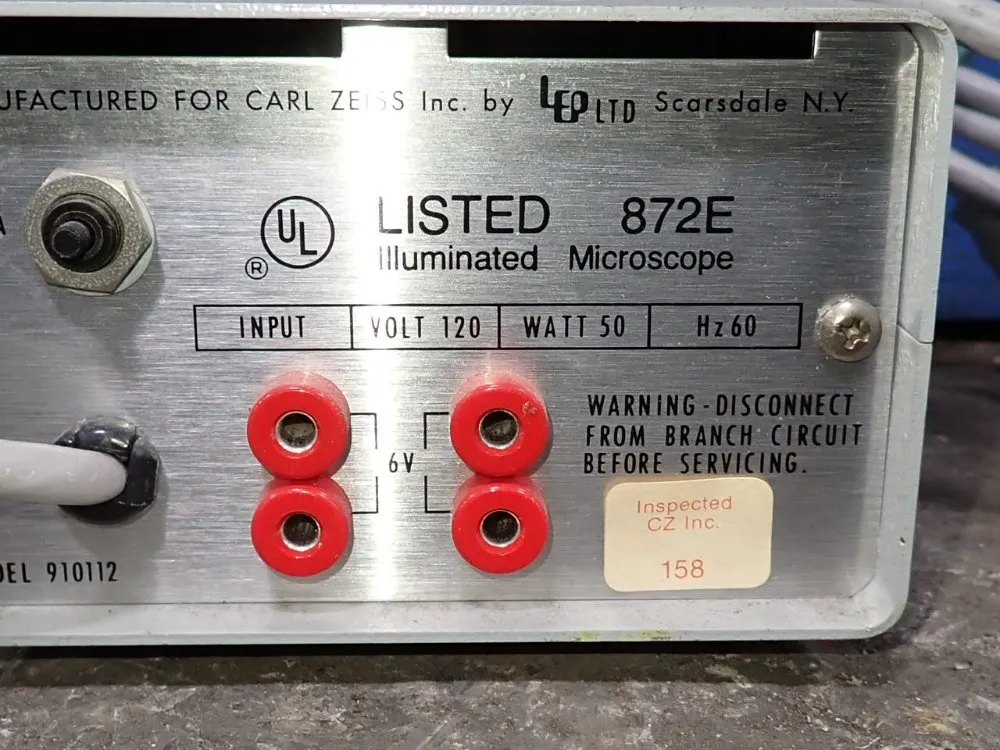 UFACTURED FOR CARL ZEISS Inc. by LEP LTD Scarsdale N.Y.
A
UL LISTED 872E
® Illuminated Microscope
INPUT VOLT 120 WATT 50 Hz 60
WARNING - DISCONNECT
FROM BRANCH CIRCUIT
6V BEFORE SERVICING.
Inspected
CZ Inc.
158
DEL 910112